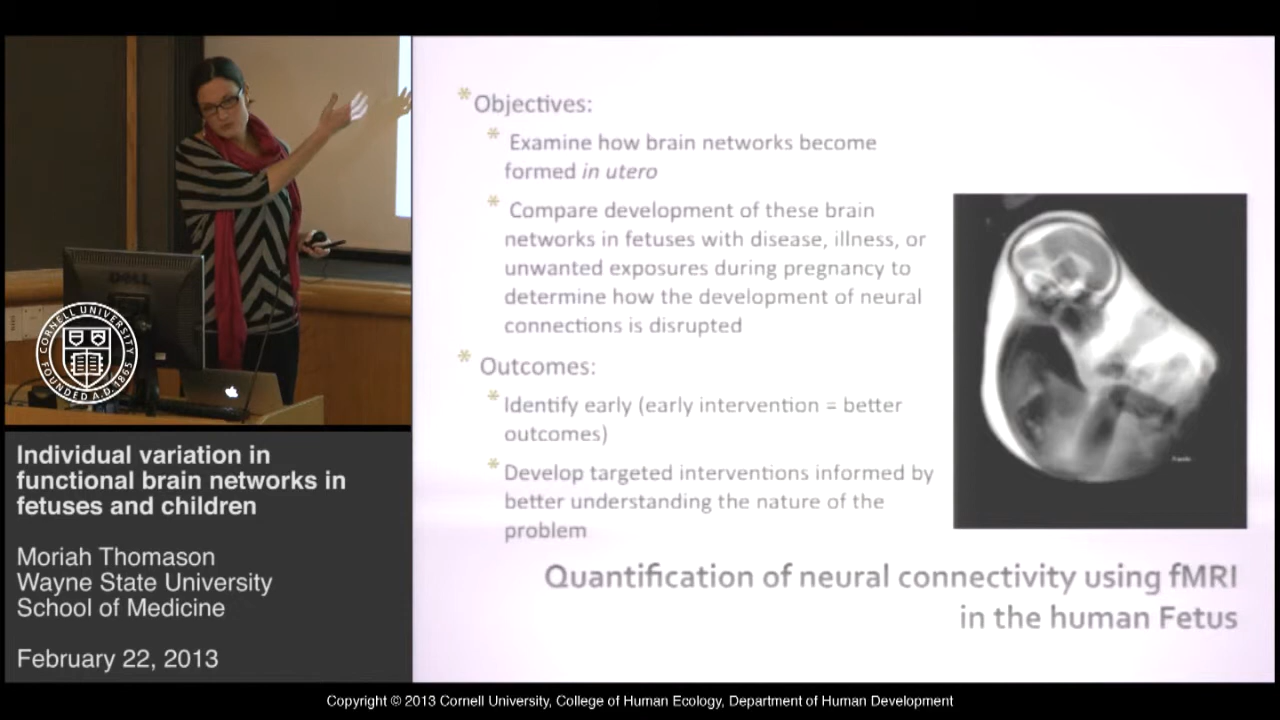 * Objectives:
* Examine how brain networks become
formed in utero
* Compare development of these brain
networks in fetuses with disease, illness, or
unwanted exposures during pregnancy to
determine how the development of neural
connections is disrupted
* Outcomes:
* Identify early (early intervention = better
outcomes)
* Develop targeted interventions informed by
better understanding the nature of the
problem
Quantification of neural connectivity using fMRI
in the human Fetus
DELL
CORNELL UNIVERSITY
FOUNDED A.D. 1865
Individual variation in
functional brain networks in
fetuses and children
Moriah Thomason
Wayne State University
School of Medicine
February 22, 2013
Copyright © 2013 Cornell University, College of Human Ecology, Department of Human Development